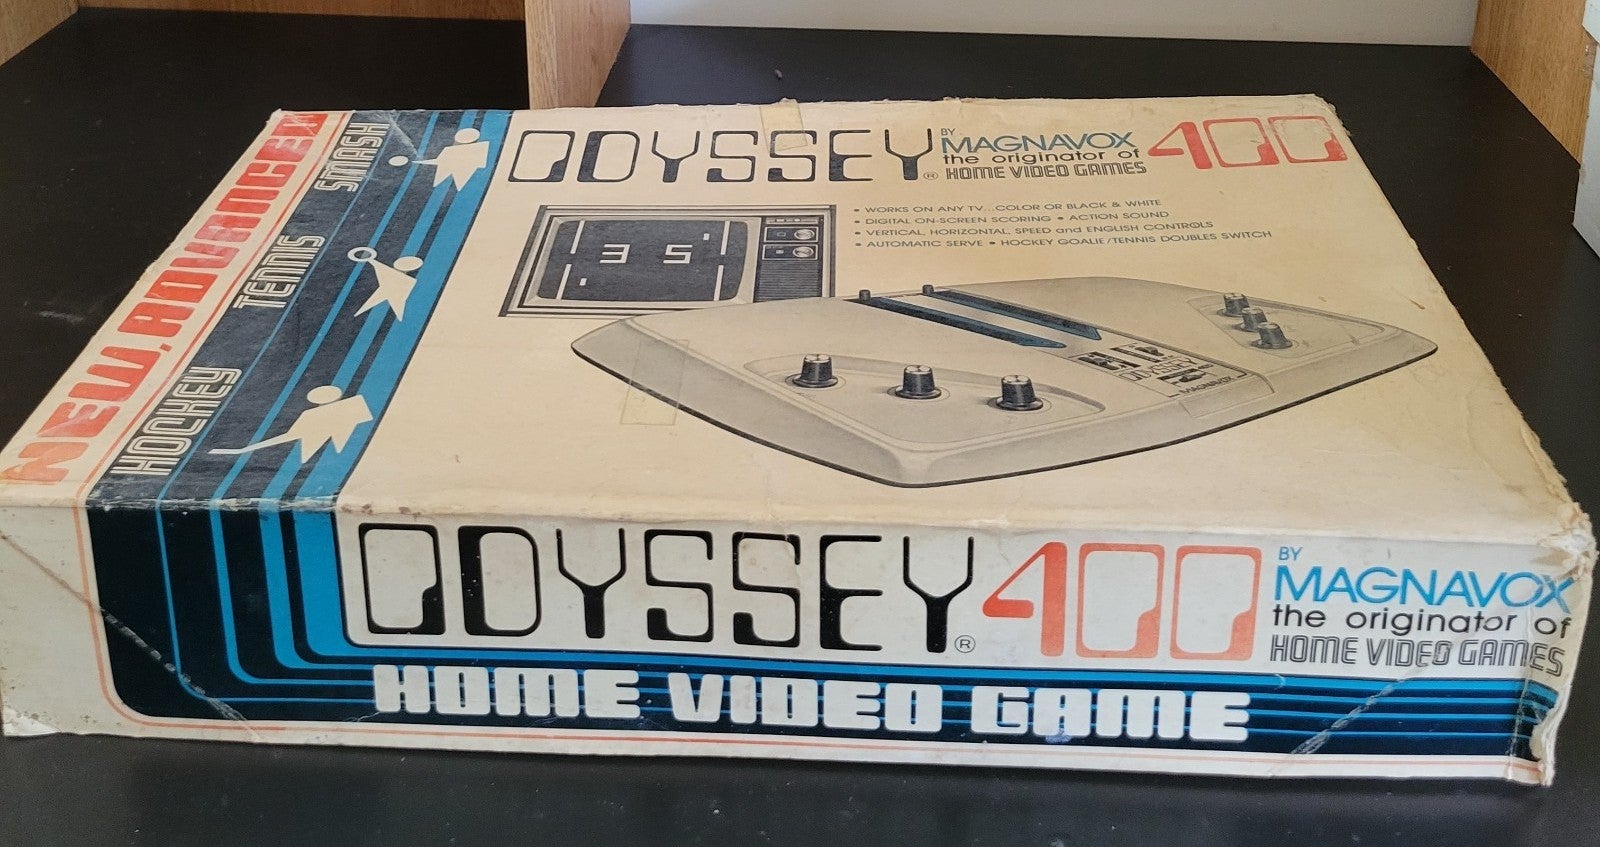 NEW, ADVANCED
SMASH
TENNIS
HOCKEY
ODYSSEY® BY MAGNAVOX 400
the originator of
HOME VIDEO GAMES
• WORKS ON ANY TV...COLOR OR BLACK & WHITE
• DIGITAL ON-SCREEN SCORING • ACTION SOUND
• VERTICAL, HORIZONTAL, SPEED and ENGLISH CONTROLS
• AUTOMATIC SERVE • HOCKEY GOALIE/TENNIS DOUBLES SWITCH
3 5
ODYSSEY
MAGNAVOX
ODYSSEY® 400 BY
MAGNAVOX
the originator of
HOME VIDEO GAMES
HOME VIDEO GAME